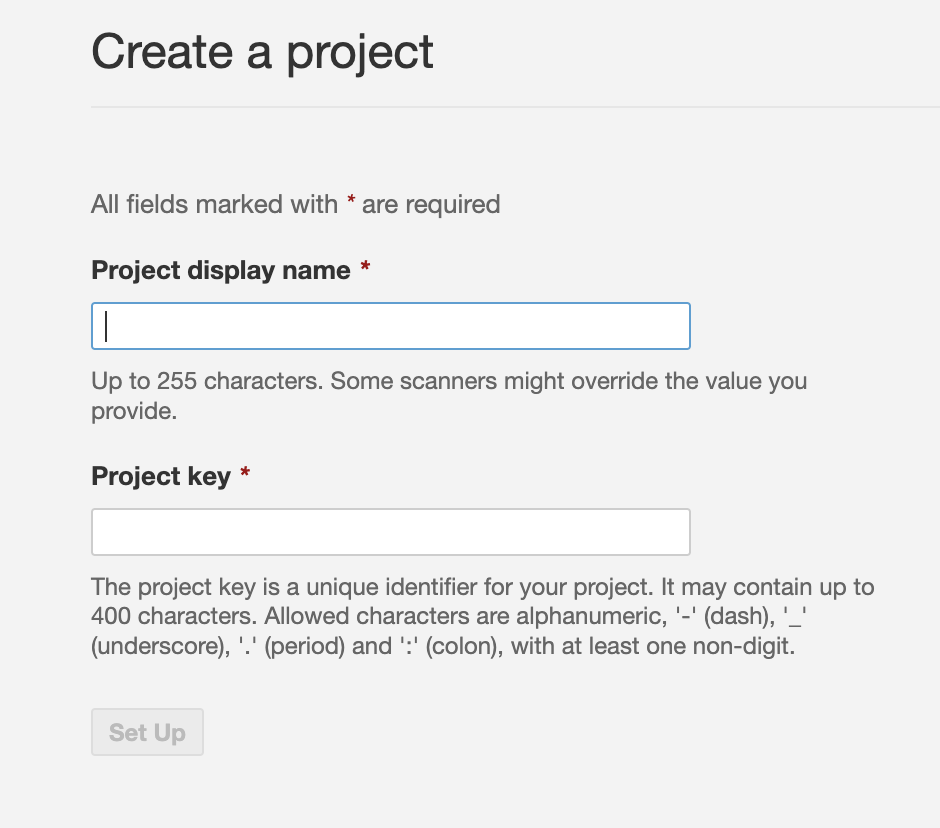 Create a project
All fields marked with * are required
Project display name *
Up to 255 characters. Some scanners might override the value you
provide.
Project key *
The project key is a unique identifier for your project. It may contain up to
400 characters. Allowed characters are alphanumeric, '-' (dash), '_'
(underscore), '.' (period) and ':' (colon), with at least one non-digit.
Set Up